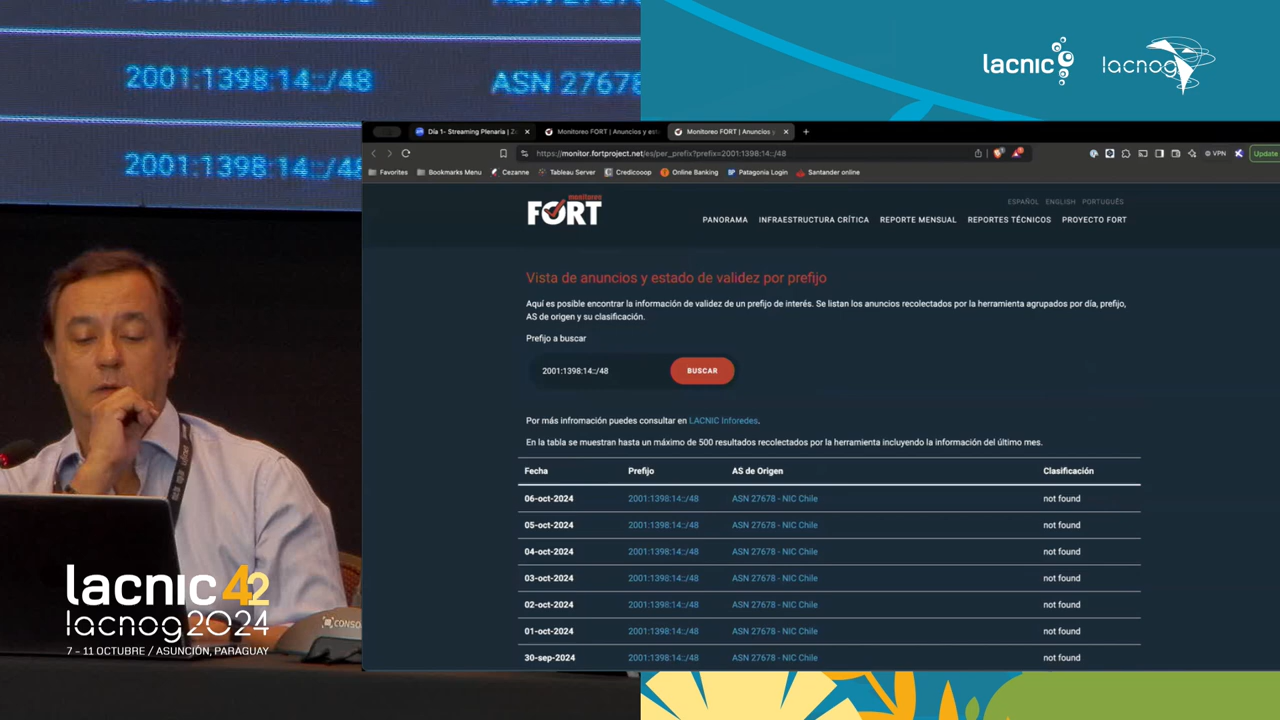 2001:1398:14::/48
ASN 27678
2001:1398:14::/48
lacnic
lacnog
Día 1- Streaming Plenaria | Z
Monitoreo FORT | Anuncios y est
Monitoreo FORT | Anuncios y
https://monitor.fortproject.net/es/per_prefix?prefix=2001:1398:14::/48
VPN
Update
Favorites
Bookmarks Menu
Cezanne
Tableau Server
Credicoop
Online Banking
Patagonia Login
Santander online
monitoreo
FORT
ESPAÑOL ENGLISH PORTUGUÊS
PANORAMA INFRAESTRUCTURA CRÍTICA REPORTE MENSUAL REPORTES TÉCNICOS PROYECTO FORT
Vista de anuncios y estado de validez por prefijo
Aquí es posible encontrar la información de validez de un prefijo de interés. Se listan los anuncios recolectados por la herramienta agrupados por día, prefijo,
AS de origen y su clasificación.
Prefijo a buscar
2001:1398:14::/48
BUSCAR
Por más infromación puedes consultar en LACNIC Inforedes.
En la tabla se muestran hasta un máximo de 500 resultados recolectados por la herramienta incluyendo la información del último mes.
Fecha Prefijo AS de Origen Clasificación
06-oct-2024 2001:1398:14::/48 ASN 27678 - NIC Chile not found
05-oct-2024 2001:1398:14::/48 ASN 27678 - NIC Chile not found
04-oct-2024 2001:1398:14::/48 ASN 27678 - NIC Chile not found
03-oct-2024 2001:1398:14::/48 ASN 27678 - NIC Chile not found
02-oct-2024 2001:1398:14::/48 ASN 27678 - NIC Chile not found
01-oct-2024 2001:1398:14::/48 ASN 27678 - NIC Chile not found
30-sep-2024 2001:1398:14::/48 ASN 27678 - NIC Chile not found
lacnic 42
lacnog2024
7 – 11 OCTUBRE / ASUNCIÓN, PARAGUAY